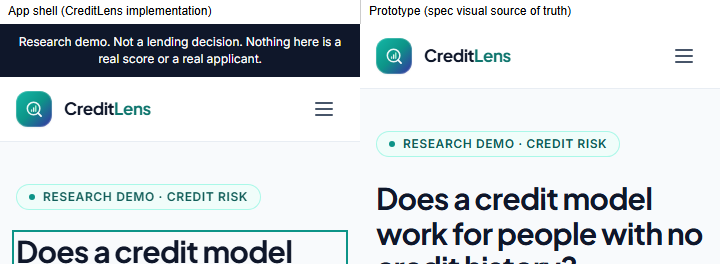 App shell (CreditLens implementation)
Research demo. Not a lending decision. Nothing here is a
real score or a real applicant.
CreditLens
RESEARCH DEMO · CREDIT RISK
Does a credit model
Prototype (spec visual source of truth)
CreditLens
RESEARCH DEMO · CREDIT RISK
Does a credit model
work for people with no
credit history?